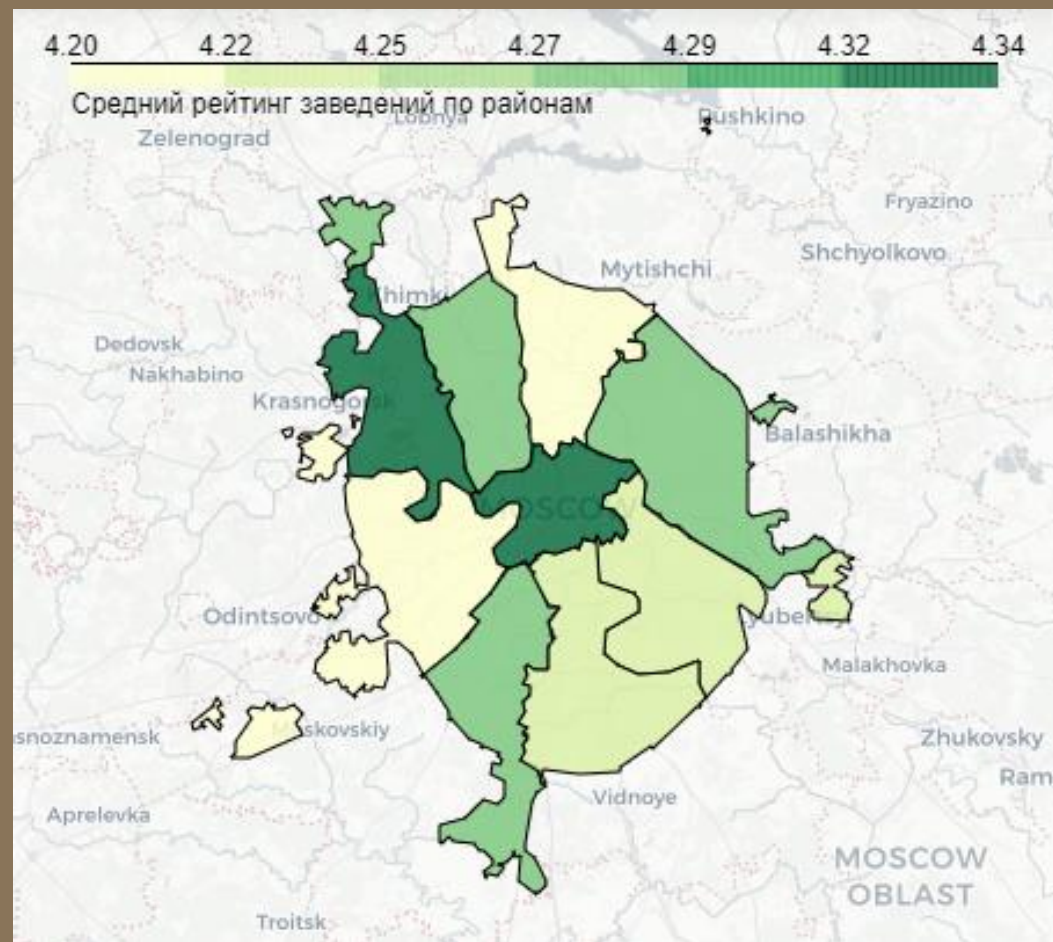 4.20 4.22 4.25 4.27 4.29 4.32 4.34
Средний рейтинг заведений по районам
Lobnya
Pushkino
Zelenograd
Fryazino
Shchyolkovo
Mytishchi
Khimki
Dedovsk
Nakhabino
Krasnogorsk
Balashikha
MOSCOW
Odintsovo
Lyubertsy
Malakhovka
Moskovskiy
asnoznamensk
Zhukovsky
Ram
Vidnoye
Aprelevka
MOSCOW
OBLAST
Troitsk